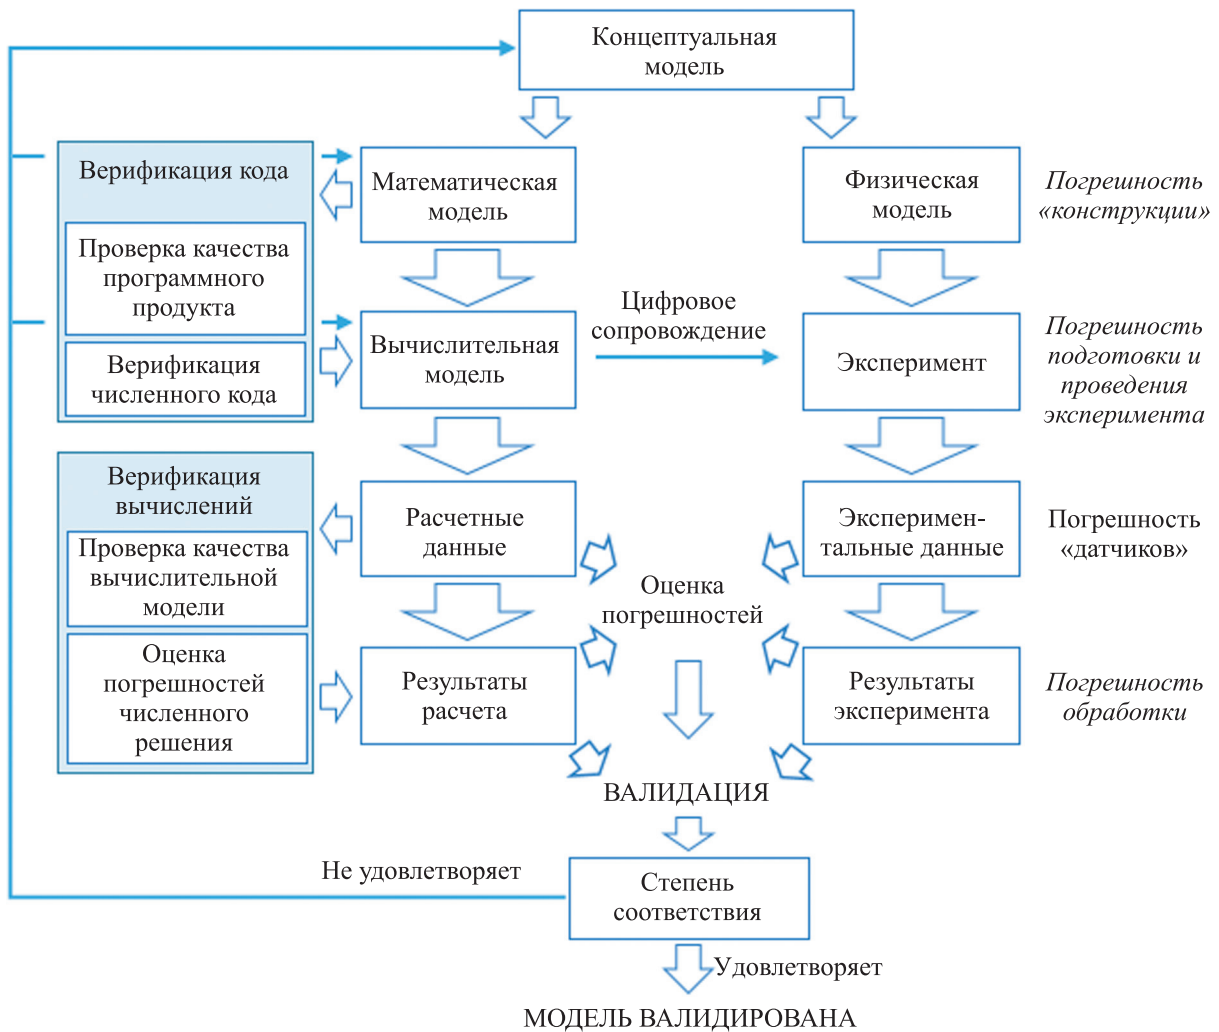 Концептуальная
модель
Верификация кода
Проверка качества
программного
продукта
Верификация
численного кода
Математическая
модель
Физическая
модель
Погрешность
«конструкции»
Вычислительная
модель
Цифровое
сопровождение
Эксперимент
Погрешность
подготовки и
проведения
эксперимента
Верификация
вычислений
Проверка качества
вычислительной
модели
Оценка
погрешностей
численного
решения
Расчетные
данные
Оценка
погрешностей
Эксперимен-
тальные данные
Погрешность
«датчиков»
Результаты
расчета
Результаты
эксперимента
Погрешность
обработки
ВАЛИДАЦИЯ
Не удовлетворяет
Степень
соответствия
Удовлетворяет
МОДЕЛЬ ВАЛИДИРОВАНА